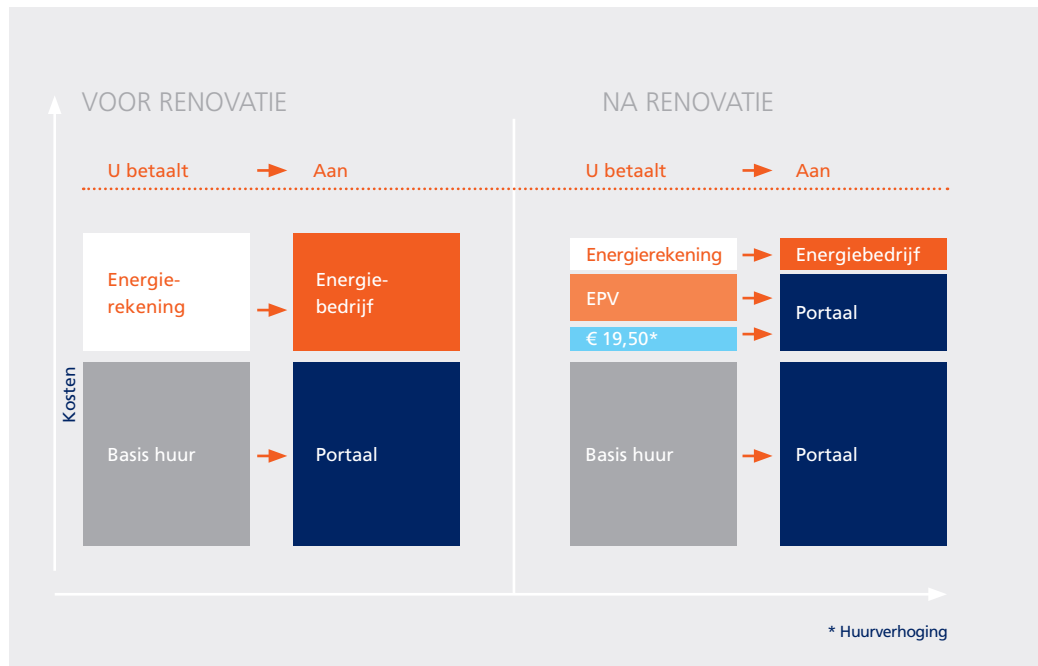 VOOR RENOVATIE
U betaalt
Aan
Energie-
rekening
Energie-
bedrijf
Kosten
Basis huur
Portaal
NA RENOVATIE
U betaalt
Aan
Energierekening
Energiebedrijf
EPV
Portaal
€ 19,50*
Basis huur
Portaal
* Huurverhoging